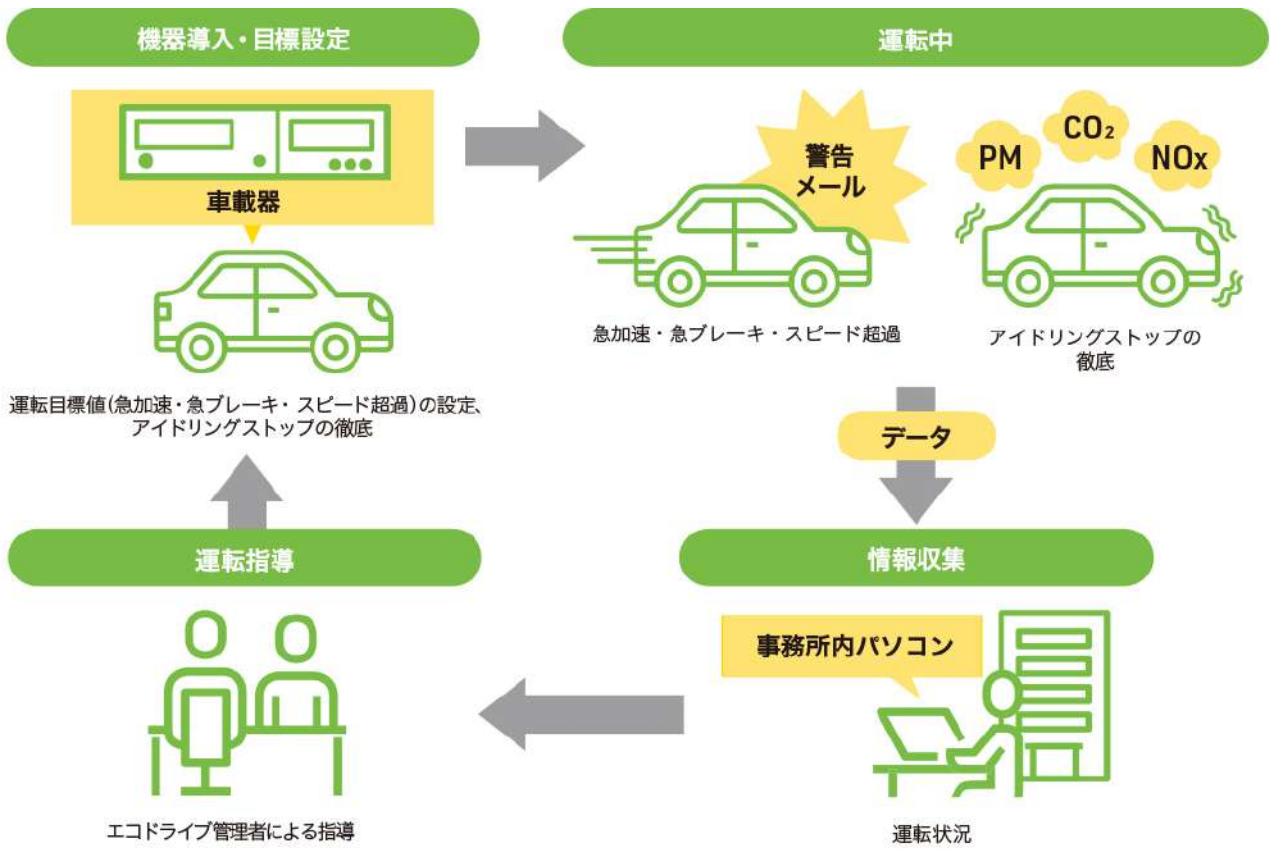 機器導入・目標設定
車載器
運転目標値(急加速・急ブレーキ・スピード超過)の設定、
アイドリングストップの徹底
運転中
警告
メール
急加速・急ブレーキ・スピード超過
PM
CO₂
NOx
アイドリングストップの
徹底
データ
情報収集
事務所内パソコン
運転状況
運転指導
エコドライブ管理者による指導